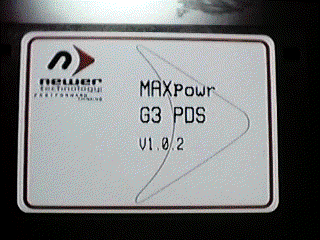 newer
technology
MAXpowr
G3 PDS
V1.0.2